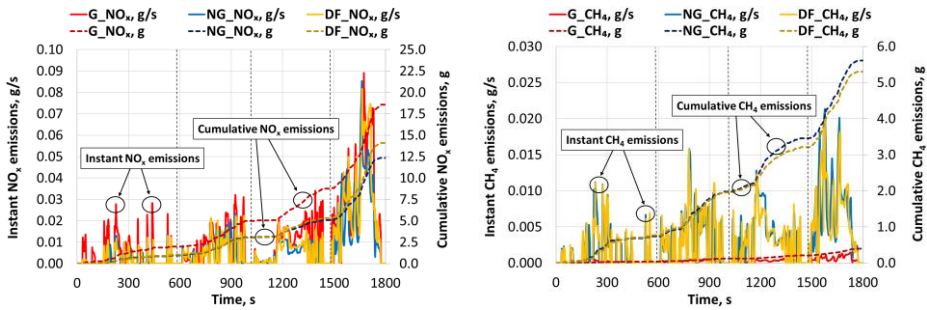 G_NOₓ, g/s NG_NOₓ, g/s DF_NOₓ, g/s
G_NOₓ, g NG_NOₓ, g DF_NOₓ, g
Instant NOₓ emissions, g/s
0.10
0.09
0.08
0.07
0.06
0.05
0.04
0.03
0.02
0.01
0.00
Cumulative NOₓ emissions
Instant NOₓ
emissions
25.0
22.5
20.0
17.5
15.0
12.5
10.0
7.5
5.0
2.5
0.0
Cumulative NOₓ emissions, g
0 300 600 900 1200 1500 1800
Time, s
G_CH₄, g/s NG_CH₄, g/s DF_CH₄, g/s
G_CH₄, g NG_CH₄, g DF_CH₄, g
Instant CH₄ emissions, g/s
0.030
0.025
0.020
0.015
0.010
0.005
0.000
Cumulative CH₄
emissions
Instant CH₄
emissions
6.0
5.0
4.0
3.0
2.0
1.0
0.0
Cumulative CH₄ emissions, g
0 300 600 900 1200 1500 1800
Time, s